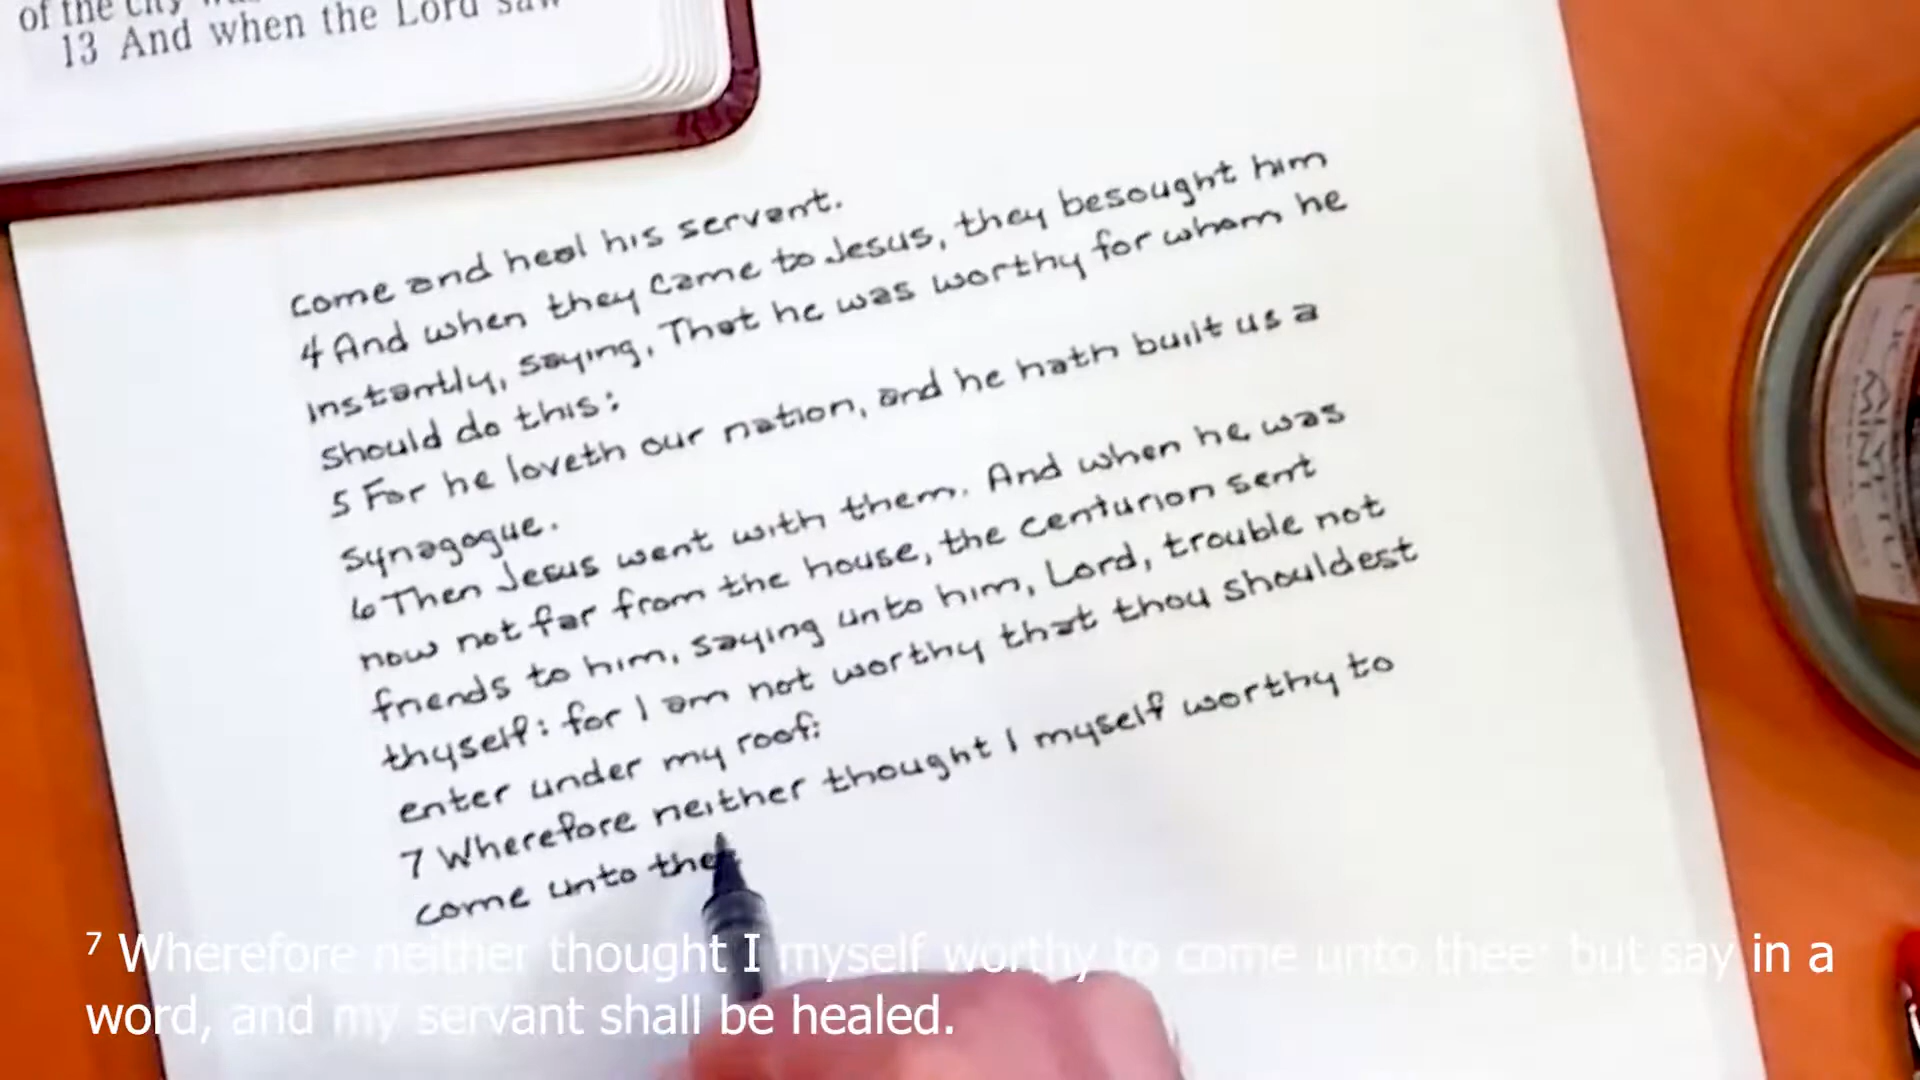 of the city
13 And when the Lord saw
come and heal his servant.
4 And when they came to Jesus, they besought him
instantly, saying, That he was worthy for whom he
should do this:
5 For he loveth our nation, and he hath built us a
synagogue.
6 Then Jesus went with them. And when he was
now not far from the house, the centurion sent
friends to him, saying unto him, Lord, trouble not
thyself: for I am not worthy that thou shouldest
enter under my roof:
7 Wherefore neither thought I myself worthy to
come unto the
7 Wherefore neither thought I myself worthy to come unto thee: but say in a
word, and my servant shall be healed.